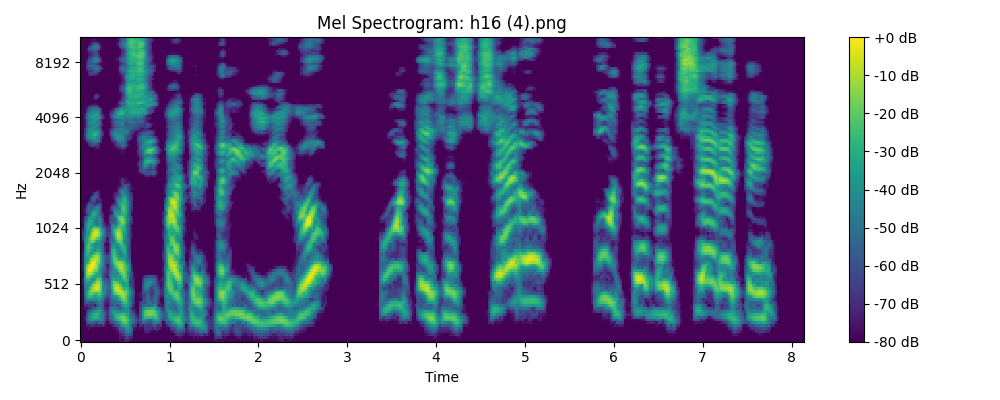 Mel Spectrogram: h16 (4).png
Hz
8192
4096
2048
1024
512
0
0 1 2 3 4 5 6 7 8
Time
+0 dB
-10 dB
-20 dB
-30 dB
-40 dB
-50 dB
-60 dB
-70 dB
-80 dB